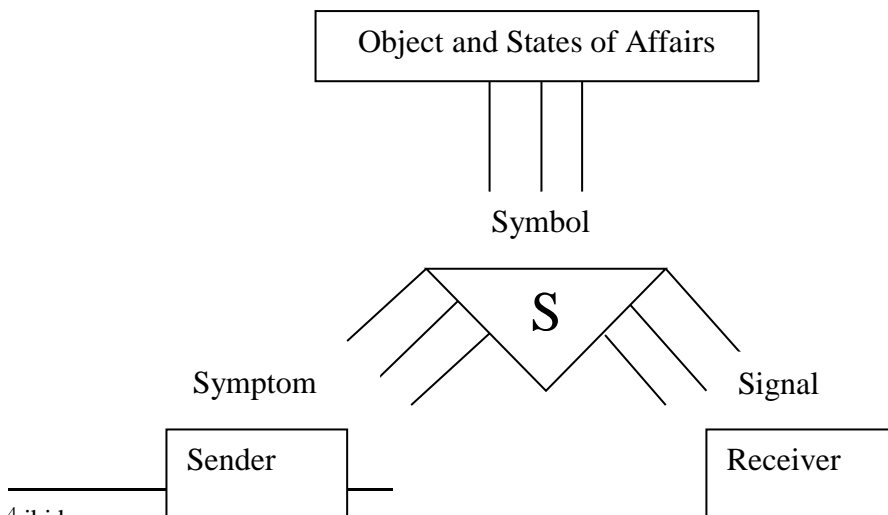 Object and States of Affairs
Symbol
S
Symptom
Signal
Sender
Receiver